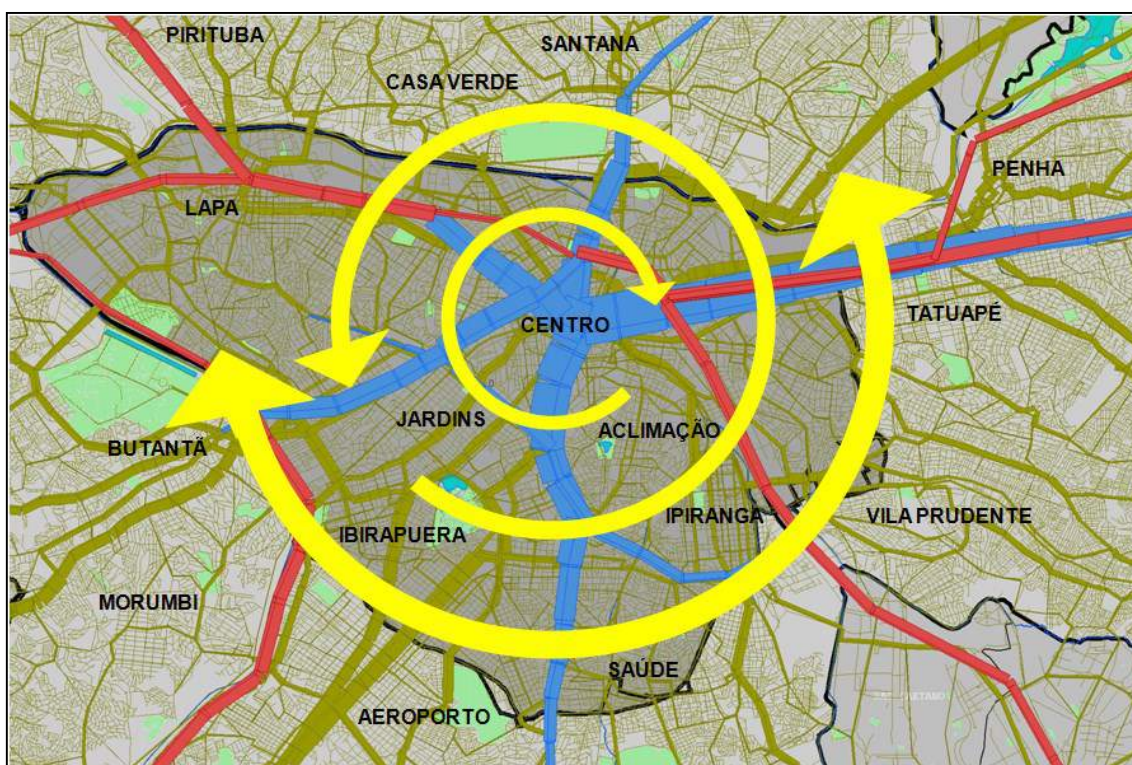 PIRITUBA
SANTANA
CASA VERDE
PENHA
LAPA
TATUAPÉ
CENTRO
JARDINS
ACLIMAÇÃO
BUTANTÃ
IPIRANGA
VILA PRUDENTE
IBIRAPUERA
MORUMBI
SAÚDE
AEROPORTO